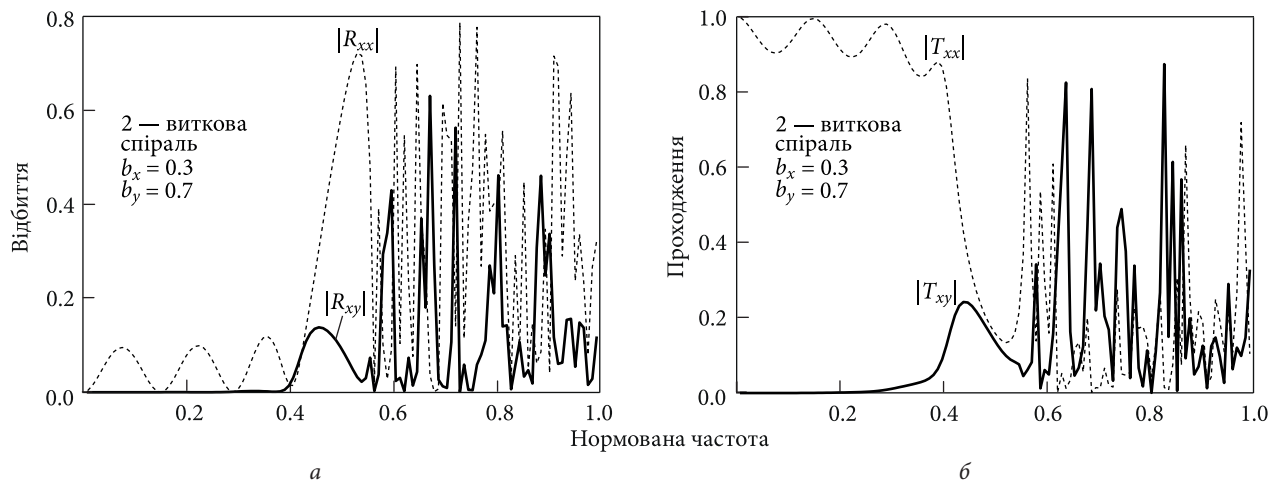 0.8
0.6
0.4
0.2
0.0
0.2
0.4
0.6
0.8
1.0
Відбиття
|Rxx|
2 — виткова
спіраль
bx = 0.3
by = 0.7
|Rxy|
1.0
0.8
0.6
0.4
0.2
0.0
0.2
0.4
0.6
0.8
1.0
Проходження
|Txx|
2 — виткова
спіраль
bx = 0.3
by = 0.7
|Txy|
Нормована частота
а
б